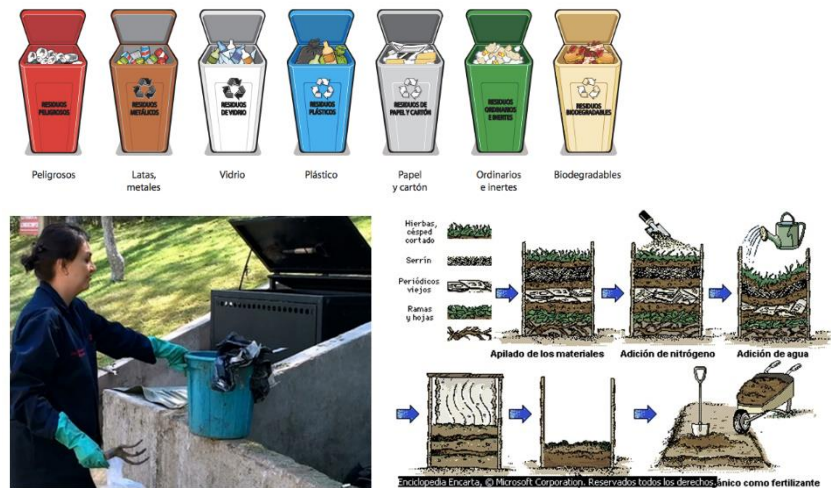 RESIDUOS
PELIGROSOS
RESIDUOS
METÁLICOS
RESIDUOS
DE VIDRIO
RESIDUOS
PLÁSTICOS
RESIDUOS DE
PAPEL Y CARTÓN
RESIDUOS
ORDINARIOS
E INERTES
RESIDUOS
BIODEGRADABLES
Peligrosos
Latas,
metales
Vidrio
Plástico
Papel
y cartón
Ordinarios
e inertes
Biodegradables
Hierbas,
césped
cortado
Serrín
Periódicos
viejos
Ramas
y hojas
Apilado de los materiales
Adición de nitrógeno
Adición de agua
Enciclopedia Encarta, © Microsoft Corporation. Reservados todos los derechos.
ánico como fertilizante